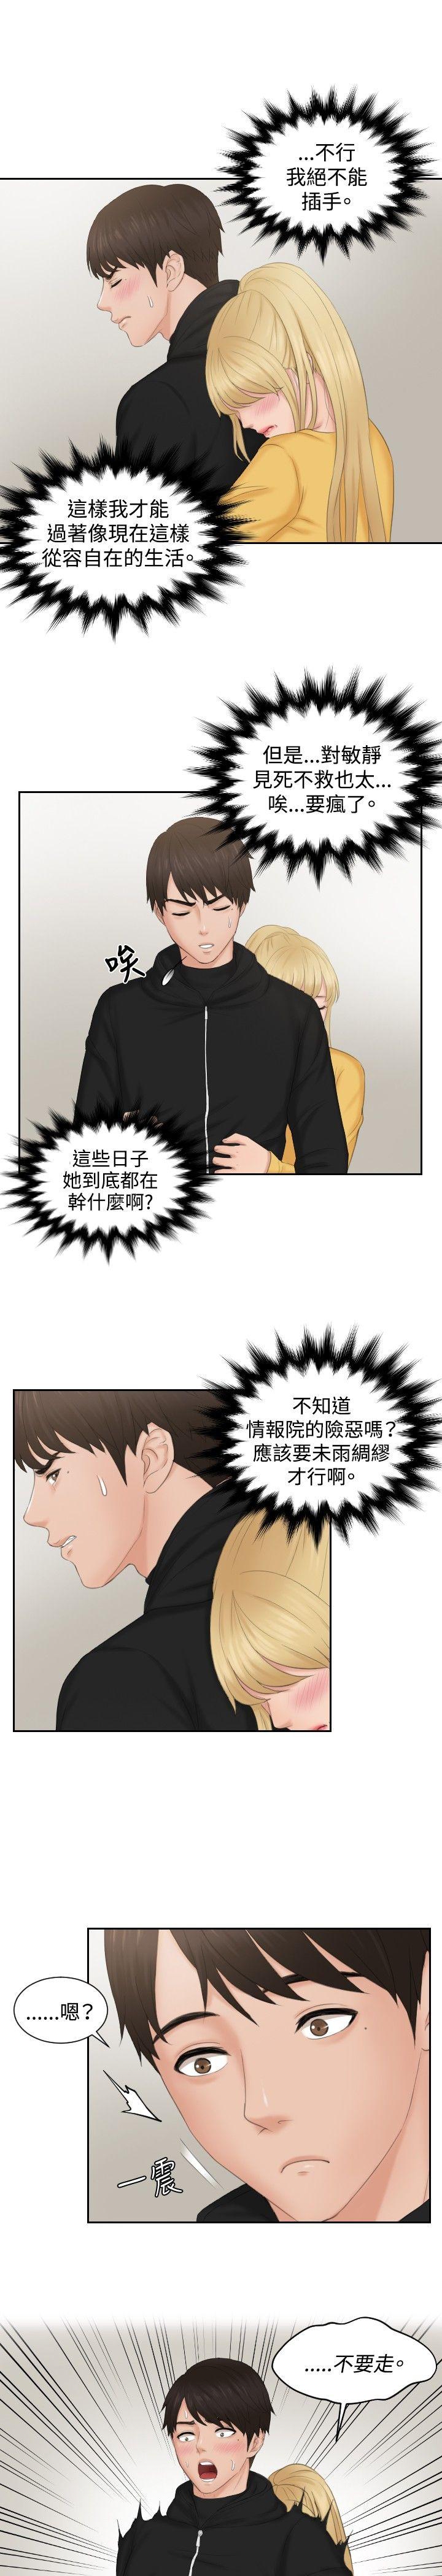 ...不行
我絕不能
插手。
這樣我才能
過著像現在這樣
從容自在的生活。
但是...對敏靜
見死不救也太...
唉...要瘋了。
唉
這些日子
她到底都在
幹什麼啊?
不知道
情報院的險惡嗎?
應該要未雨綢繆
才行啊。
......嗯?
一震
.....不要走。